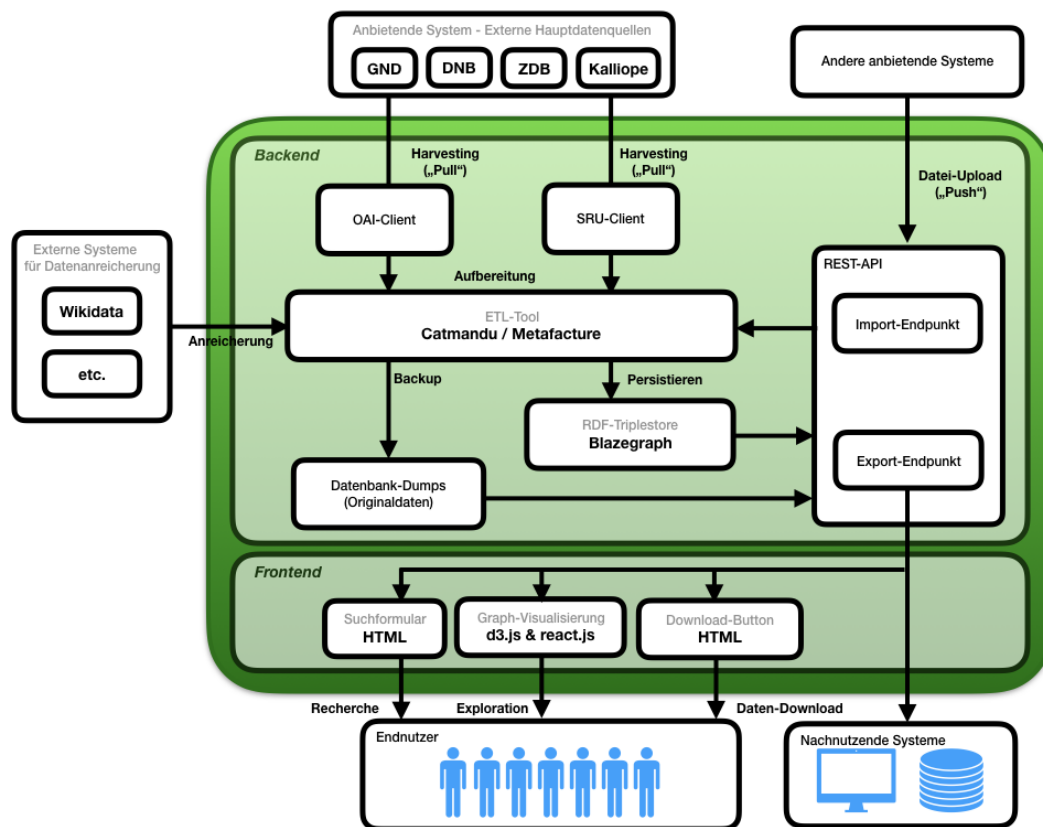 Anbietende System - Externe Hauptdatenquellen
GND
DNB
ZDB
Kalliope
Andere anbietende Systeme
Backend
Harvesting
(„Pull“)
Harvesting
(„Pull“)
Datei-Upload
(„Push“)
OAI-Client
SRU-Client
Externe Systeme
für Datenanreicherung
Wikidata
etc.
Anreicherung
Aufbereitung
ETL-Tool
Catmandu / Metafacture
REST-API
Import-Endpunkt
Backup
Persistieren
RDF-Triplestore
Blazegraph
Export-Endpunkt
Datenbank-Dumps
(Originaldaten)
Frontend
Suchformular
HTML
Graph-Visualisierung
d3.js & react.js
Download-Button
HTML
Recherche
Exploration
Daten-Download
Endnutzer
Nachnutzende Systeme